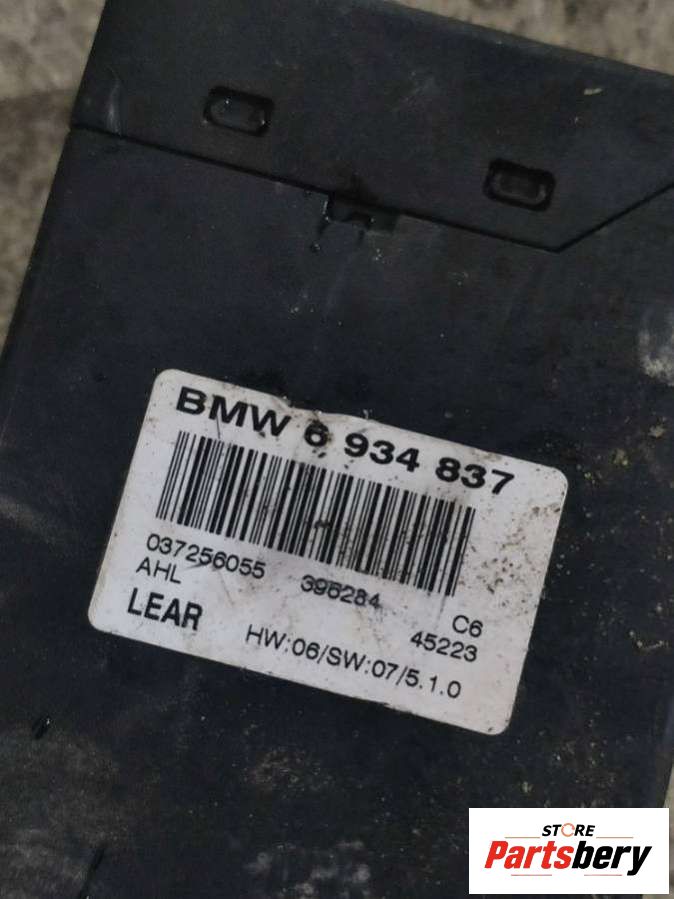 BMW 6 934 837
037256055 396284 C6
AHL 45223
LEAR HW:06/SW:07/5.1.0
STORE
Partsbery